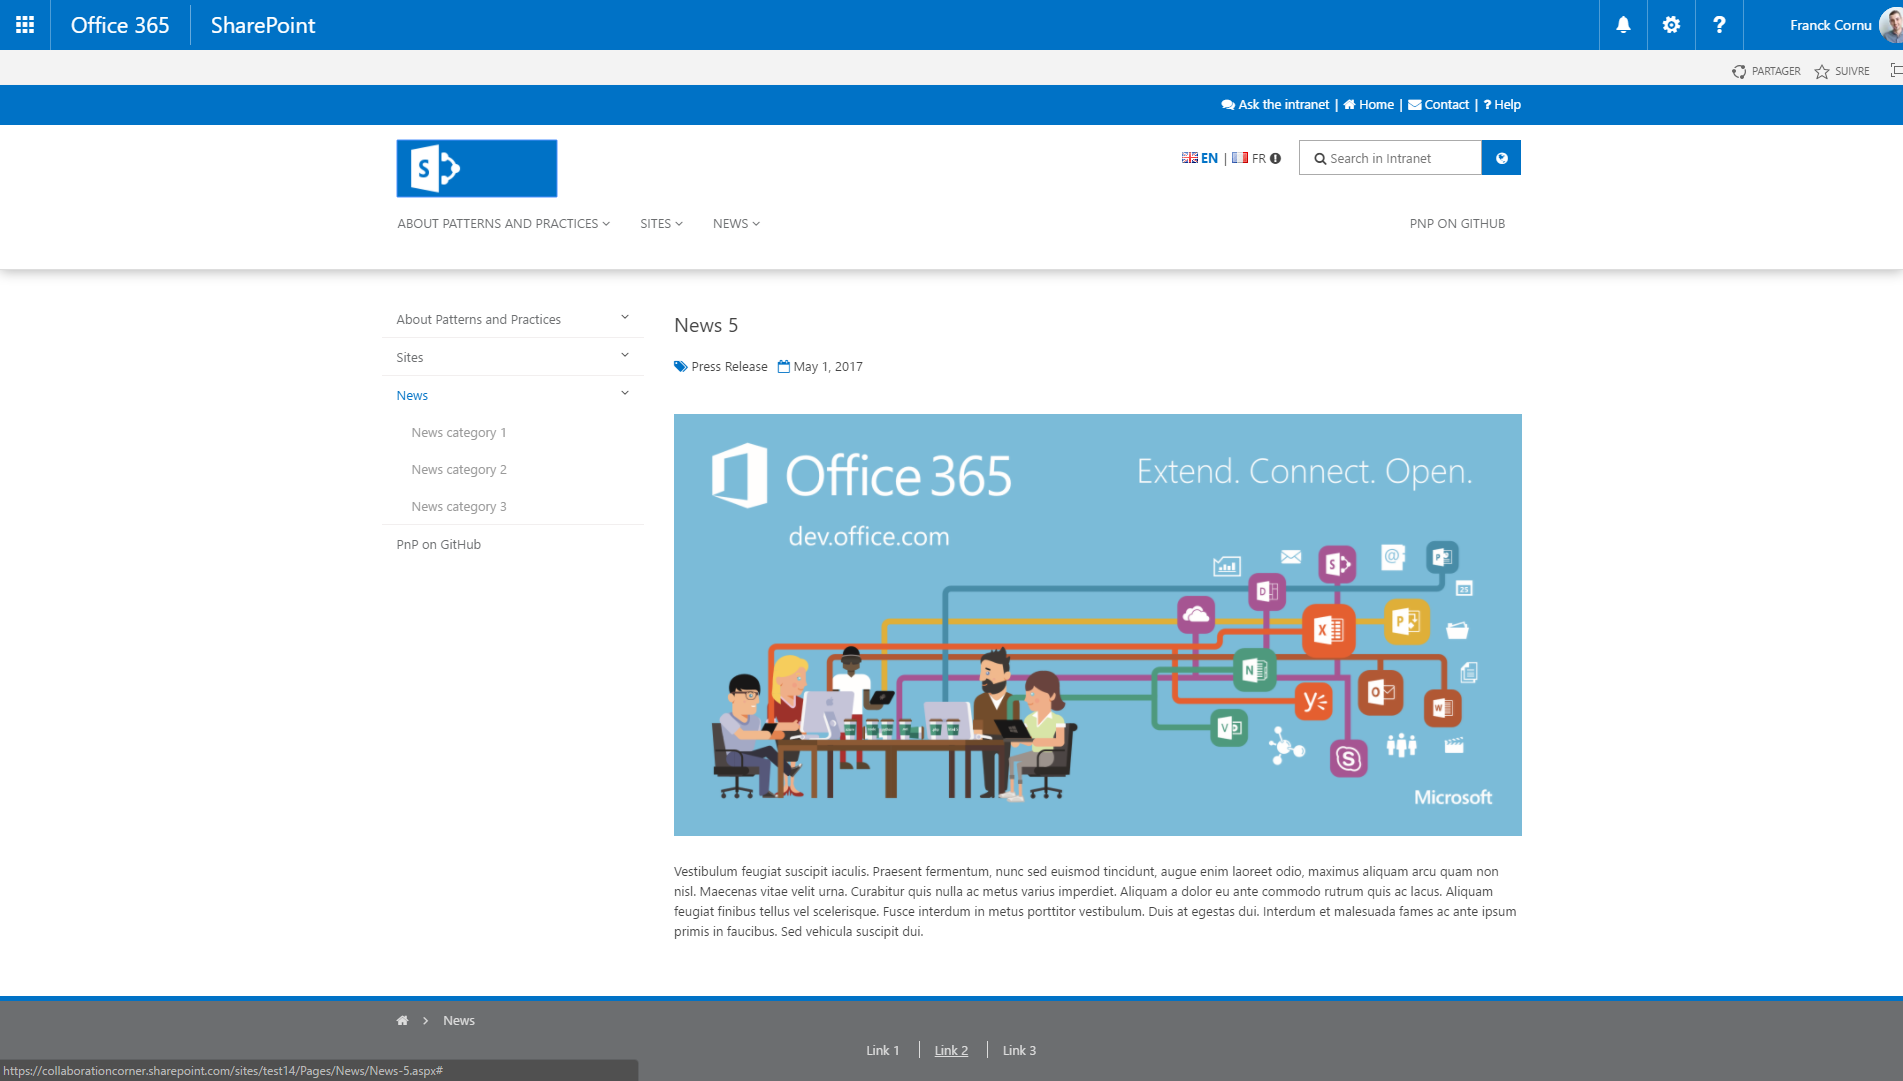 Office 365 SharePoint Franck Cornu
PARTAGER SUIVRE
Ask the intranet | Home | Contact | ? Help
S
EN | FR Search in Intranet
ABOUT PATTERNS AND PRACTICES SITES NEWS PNP ON GITHUB
About Patterns and Practices
Sites
News
News category 1
News category 2
News category 3
PnP on GitHub
News 5
Press Release May 1, 2017
Office 365 Extend. Connect. Open.
dev.office.com
S @ P
D 25
X P
N
O
W
V
S
Microsoft
Vestibulum feugiat suscipit iaculis. Praesent fermentum, nunc sed euismod tincidunt, augue enim laoreet odio, maximus aliquam arcu quam non
nisl. Maecenas vitae velit urna. Curabitur quis nulla ac metus varius imperdiet. Aliquam a dolor eu ante commodo rutrum quis ac lacus. Aliquam
feugiat finibus tellus vel scelerisque. Fusce interdum in metus porttitor vestibulum. Duis at egestas dui. Interdum et malesuada fames ac ante ipsum
primis in faucibus. Sed vehicula suscipit dui.
News
Link 1 Link 2 Link 3
https://collaborationcorner.sharepoint.com/sites/test14/Pages/News/News-5.aspx#